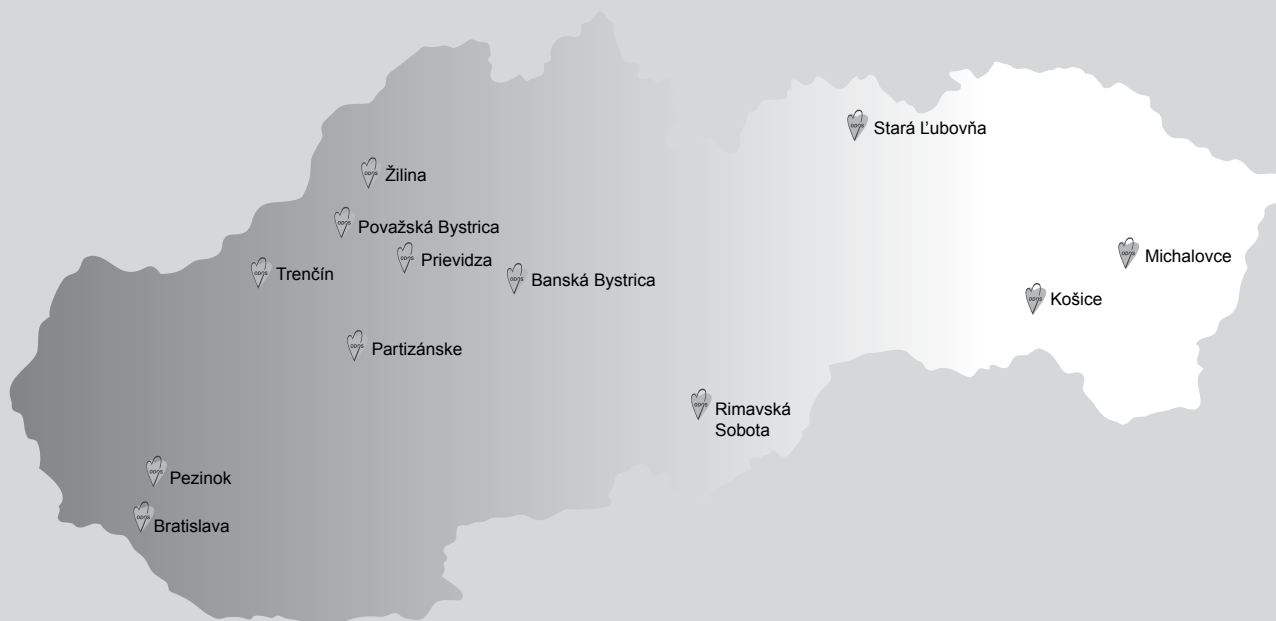 Stará Ľubovňa
Žilina
Považská Bystrica
Prievidza
Trenčín
Banská Bystrica
Michalovce
Košice
Partizánske
Rimavská
Sobota
Pezinok
Bratislava